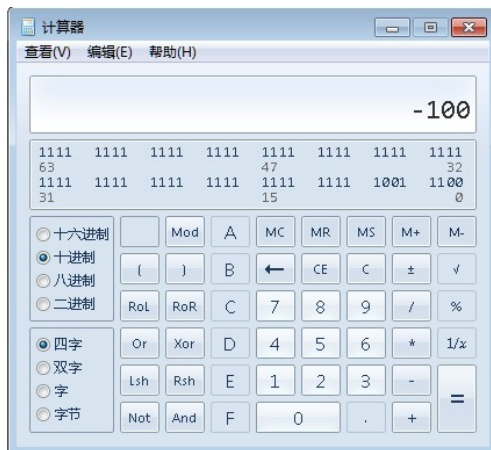 计算器
查看(V) 编辑(E) 帮助(H)
-100
1111 1111 1111 1111 1111 1111 1111 1111
63 47 32
1111 1111 1111 1111 1111 1111 1001 1100
31 15 0
十六进制 Mod A MC MR MS M+ M-
十进制 ( ) B ← CE C ± √
八进制
二进制 RoL RoR C 7 8 9 / %
四字 Or Xor D 4 5 6 * 1/x
双字
字 Lsh Rsh E 1 2 3 - =
字节 Not And F 0 . +